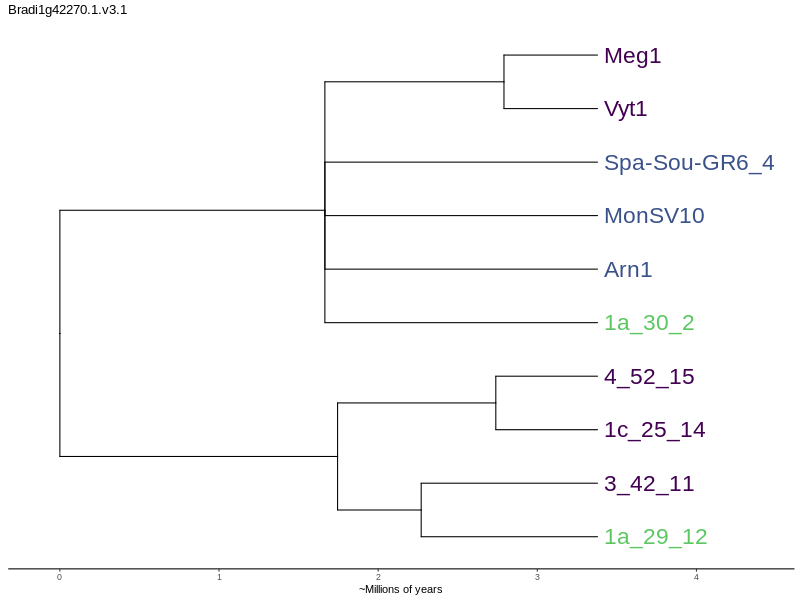 Bradi1g42270.1.v3.1
Meg1
Vyt1
Spa-Sou-GR6_4
MonSV10
Arn1
1a_30_2
4_52_15
1c_25_14
3_42_11
1a_29_12
0 1 2 3 4
~Millions of years